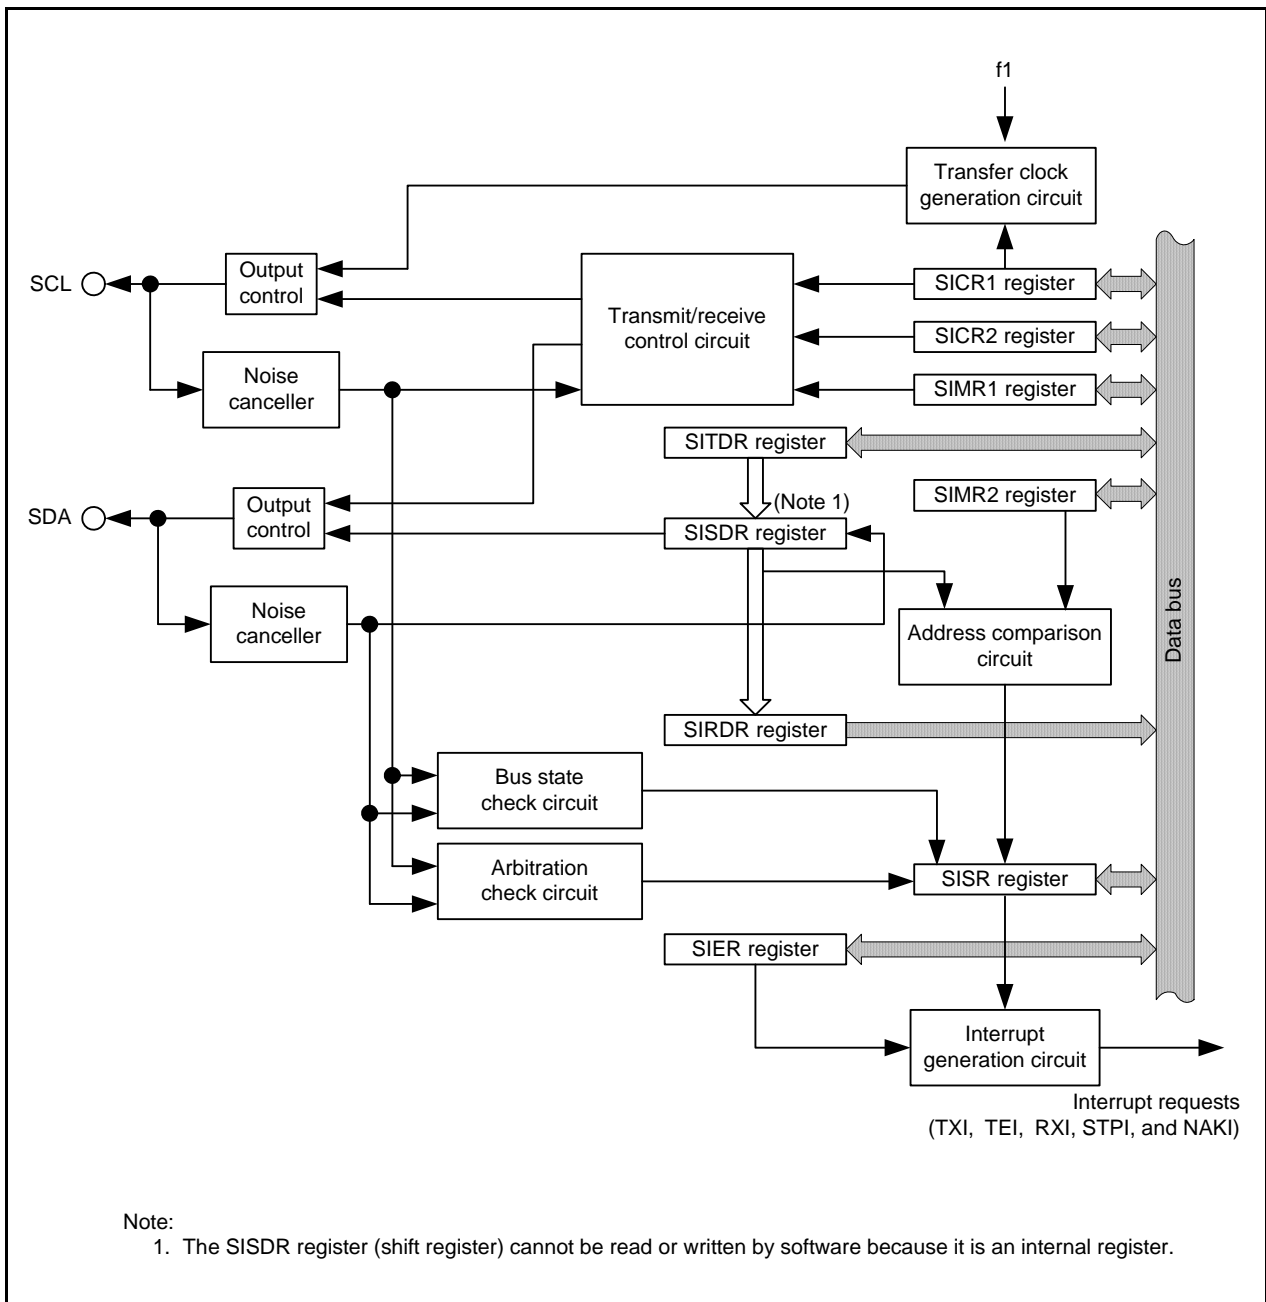 f1
Transfer clock
generation circuit
SCL
Output
control
Transmit/receive
control circuit
SICR1 register
SICR2 register
SIMR1 register
Noise
canceller
SITDR register
SIMR2 register
(Note 1)
SDA
Output
control
SISDR register
Data bus
Noise
canceller
Address comparison
circuit
SIRDR register
Bus state
check circuit
Arbitration
check circuit
SISR register
SIER register
Interrupt
generation circuit
Interrupt requests
(TXI, TEI, RXI, STPI, and NAKI)
Note:
1. The SISDR register (shift register) cannot be read or written by software because it is an internal register.